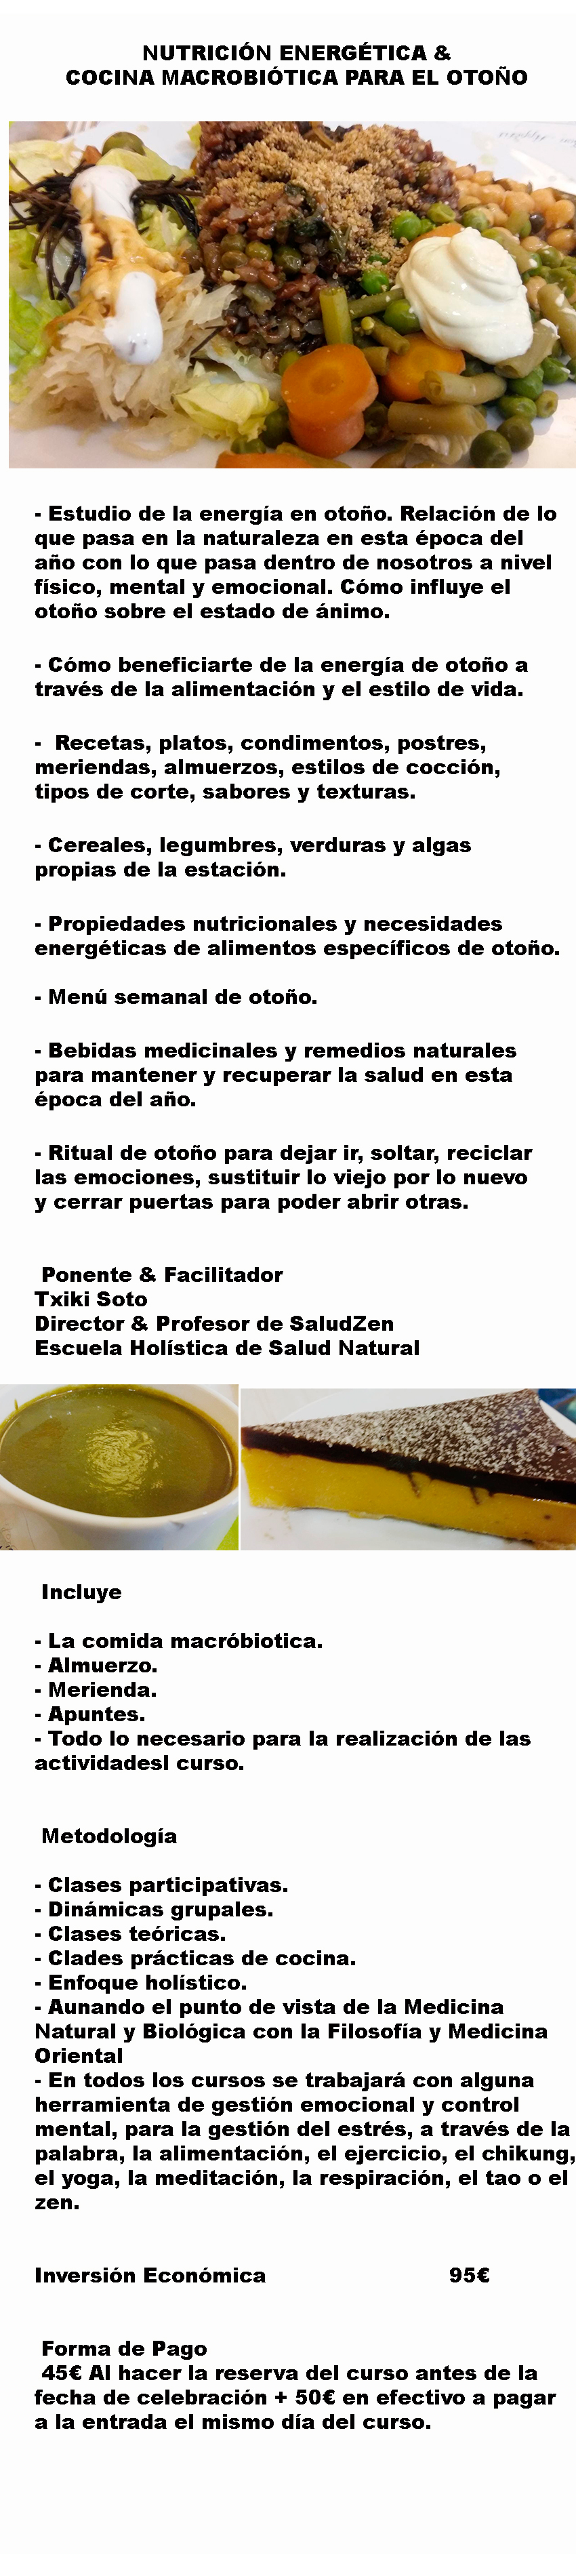 NUTRICIÓN ENERGÉTICA &
COCINA MACROBIÓTICA PARA EL OTOÑO
- Estudio de la energía en otoño. Relación de lo
que pasa en la naturaleza en esta época del
año con lo que pasa dentro de nosotros a nivel
físico, mental y emocional. Cómo influye el
otoño sobre el estado de ánimo.
- Cómo beneficiarte de la energía de otoño a
través de la alimentación y el estilo de vida.
- Recetas, platos, condimentos, postres,
meriendas, almuerzos, estilos de cocción,
tipos de corte, sabores y texturas.
- Cereales, legumbres, verduras y algas
propias de la estación.
- Propiedades nutricionales y necesidades
energéticas de alimentos específicos de otoño.
- Menú semanal de otoño.
- Bebidas medicinales y remedios naturales
para mantener y recuperar la salud en esta
época del año.
- Ritual de otoño para dejar ir, soltar, reciclar
las emociones, sustituir lo viejo por lo nuevo
y cerrar puertas para poder abrir otras.
Ponente & Facilitador
Txiki Soto
Director & Profesor de SaludZen
Escuela Holística de Salud Natural
Incluye
- La comida macróbiotica.
- Almuerzo.
- Merienda.
- Apuntes.
- Todo lo necesario para la realización de las
actividadesl curso.
Metodología
- Clases participativas.
- Dinámicas grupales.
- Clases teóricas.
- Clades prácticas de cocina.
- Enfoque holístico.
- Aunando el punto de vista de la Medicina
Natural y Biológica con la Filosofía y Medicina
Oriental
- En todos los cursos se trabajará con alguna
herramienta de gestión emocional y control
mental, para la gestión del estrés, a través de la
palabra, la alimentación, el ejercicio, el chikung,
el yoga, la meditación, la respiración, el tao o el
zen.
Inversión Económica 95€
Forma de Pago
45€ Al hacer la reserva del curso antes de la
fecha de celebración + 50€ en efectivo a pagar
a la entrada el mismo día del curso.